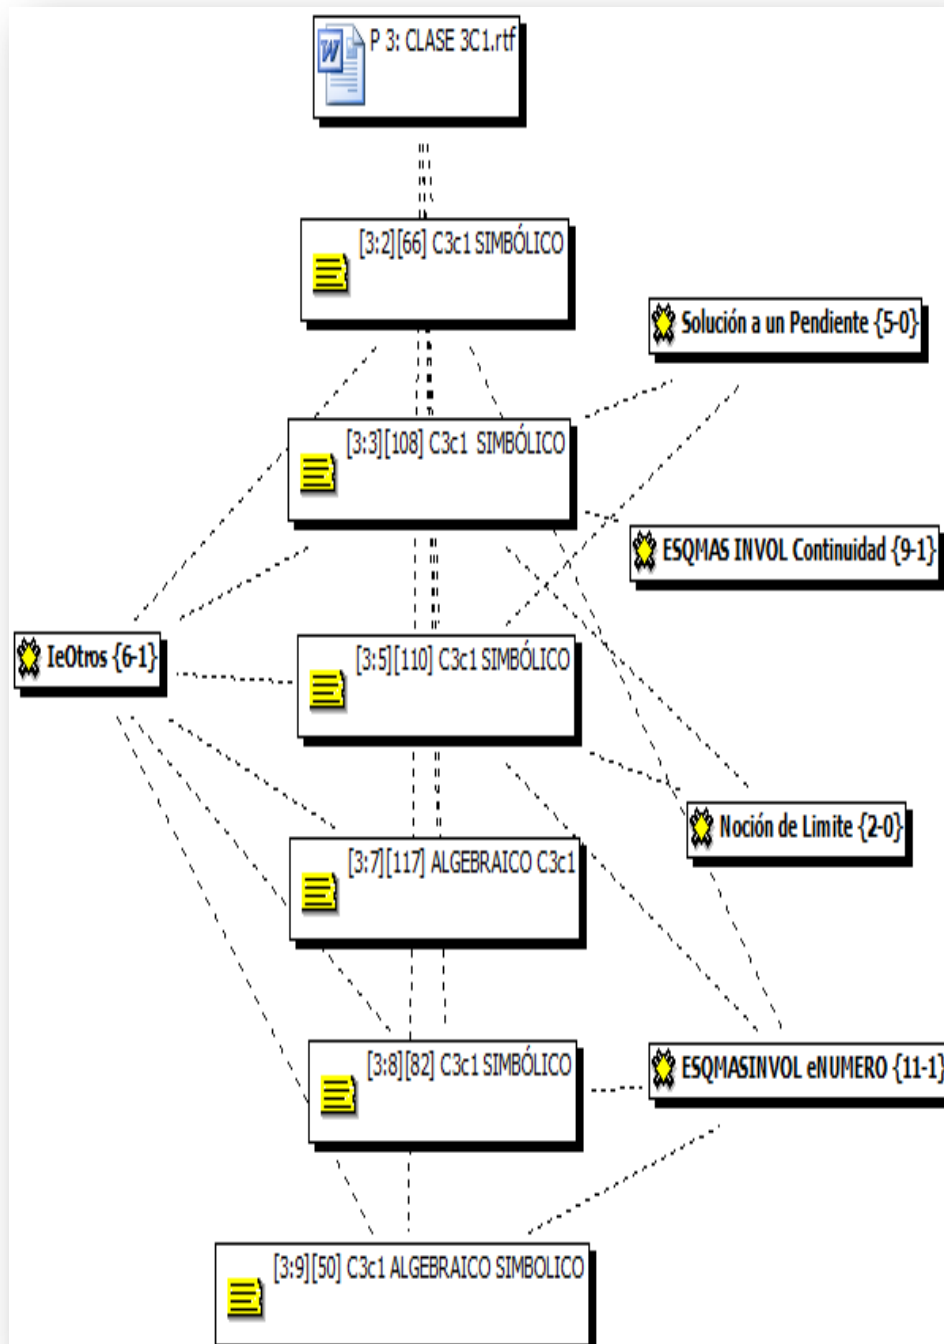 P 3: CLASE 3C1.rtf
[3:2][66] C3c1 SIMBÓLICO
Solución a un Pendiente {5-0}
[3:3][108] C3c1 SIMBÓLICO
ESQMAS INVOL Continuidad {9-1}
IeOtros {6-1}
[3:5][110] C3c1 SIMBÓLICO
Noción de Limite {2-0}
[3:7][117] ALGEBRAICO C3c1
[3:8][82] C3c1 SIMBÓLICO
ESQMASINVOL eNUMERO {11-1}
[3:9][50] C3c1 ALGEBRAICO SIMBOLICO